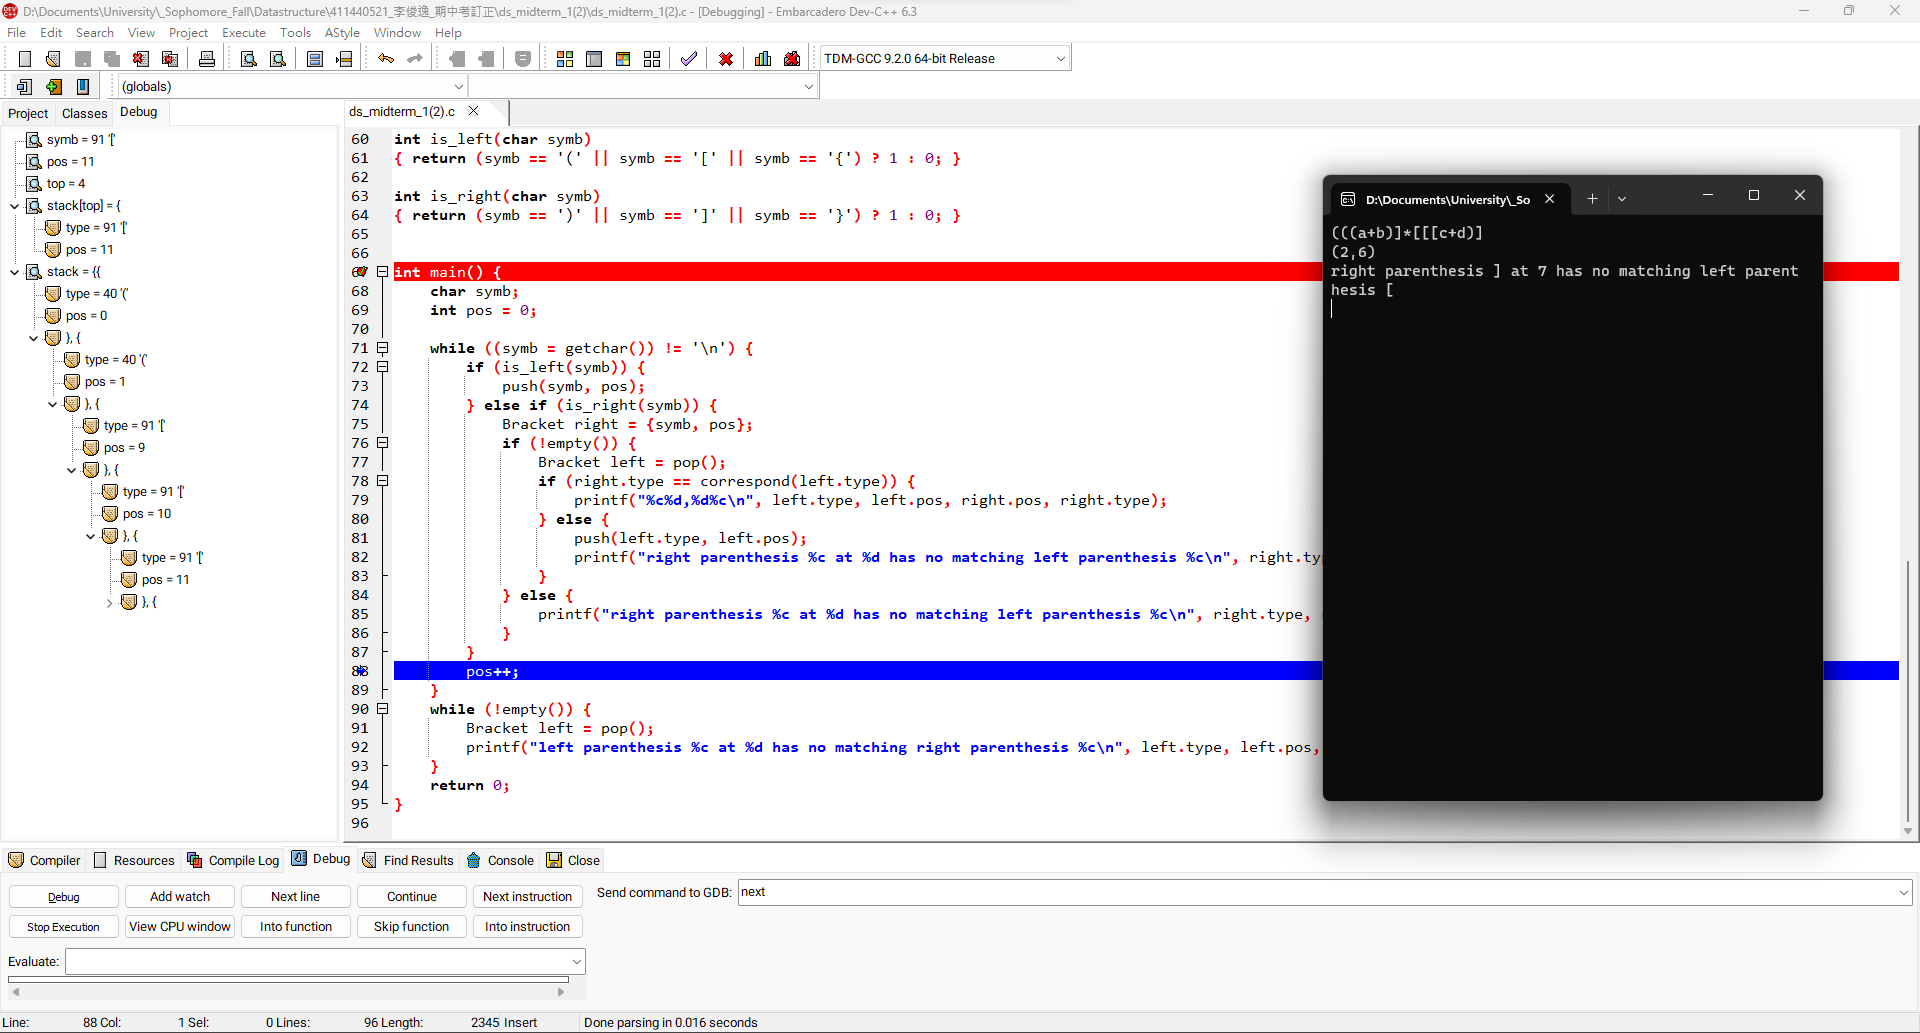 D:\Documents\University\_Sophomore_Fall\Datastructure\411440521_李俊逸_期中考訂正\ds_midterm_1(2)\ds_midterm_1(2).c - [Debugging] - Embarcadero Dev-C++ 6.3
File Edit Search View Project Execute Tools AStyle Window Help
TDM-GCC 9.2.0 64-bit Release
(globals)
Project Classes Debug
ds_midterm_1(2).c
symb = 91 '['
pos = 11
top = 4
stack[top] = {
type = 91 '['
pos = 11
stack = {{
type = 40 '('
pos = 0
}, {
type = 40 '('
pos = 1
}, {
type = 91 '['
pos = 9
}, {
type = 91 '['
pos = 10
}, {
type = 91 '['
pos = 11
}, {
60 int is_left(char symb)
61 { return (symb == '(' || symb == '[' || symb == '{') ? 1 : 0; }
62
63 int is_right(char symb)
64 { return (symb == ')' || symb == ']' || symb == '}') ? 1 : 0; }
65
66
int main() {
68 char symb;
69 int pos = 0;
70
71 while ((symb = getchar()) != '\n') {
72 if (is_left(symb)) {
73 push(symb, pos);
74 } else if (is_right(symb)) {
75 Bracket right = {symb, pos};
76 if (!empty()) {
77 Bracket left = pop();
78 if (right.type == correspond(left.type)) {
79 printf("%c%d,%d%c\n", left.type, left.pos, right.pos, right.type);
80 } else {
81 push(left.type, left.pos);
82 printf("right parenthesis %c at %d has no matching left parenthesis %c\n", right.ty
83 }
84 } else {
85 printf("right parenthesis %c at %d has no matching left parenthesis %c\n", right.type,
86 }
87 }
88 pos++;
89 }
90 while (!empty()) {
91 Bracket left = pop();
92 printf("left parenthesis %c at %d has no matching right parenthesis %c\n", left.type, left.pos,
93 }
94 return 0;
95 }
96
D:\Documents\University\_So
(((a+b)]*[[[c+d)]]
(2,6)
right parenthesis ] at 7 has no matching left parent
hesis [
Compiler Resources Compile Log Debug Find Results Console Close
Debug Add watch Next line Continue Next instruction
Send command to GDB: next
Stop Execution View CPU window Into function Skip function Into instruction
Evaluate:
Line: 88 Col: 1 Sel: 0 Lines: 96 Length: 2345 Insert Done parsing in 0.016 seconds